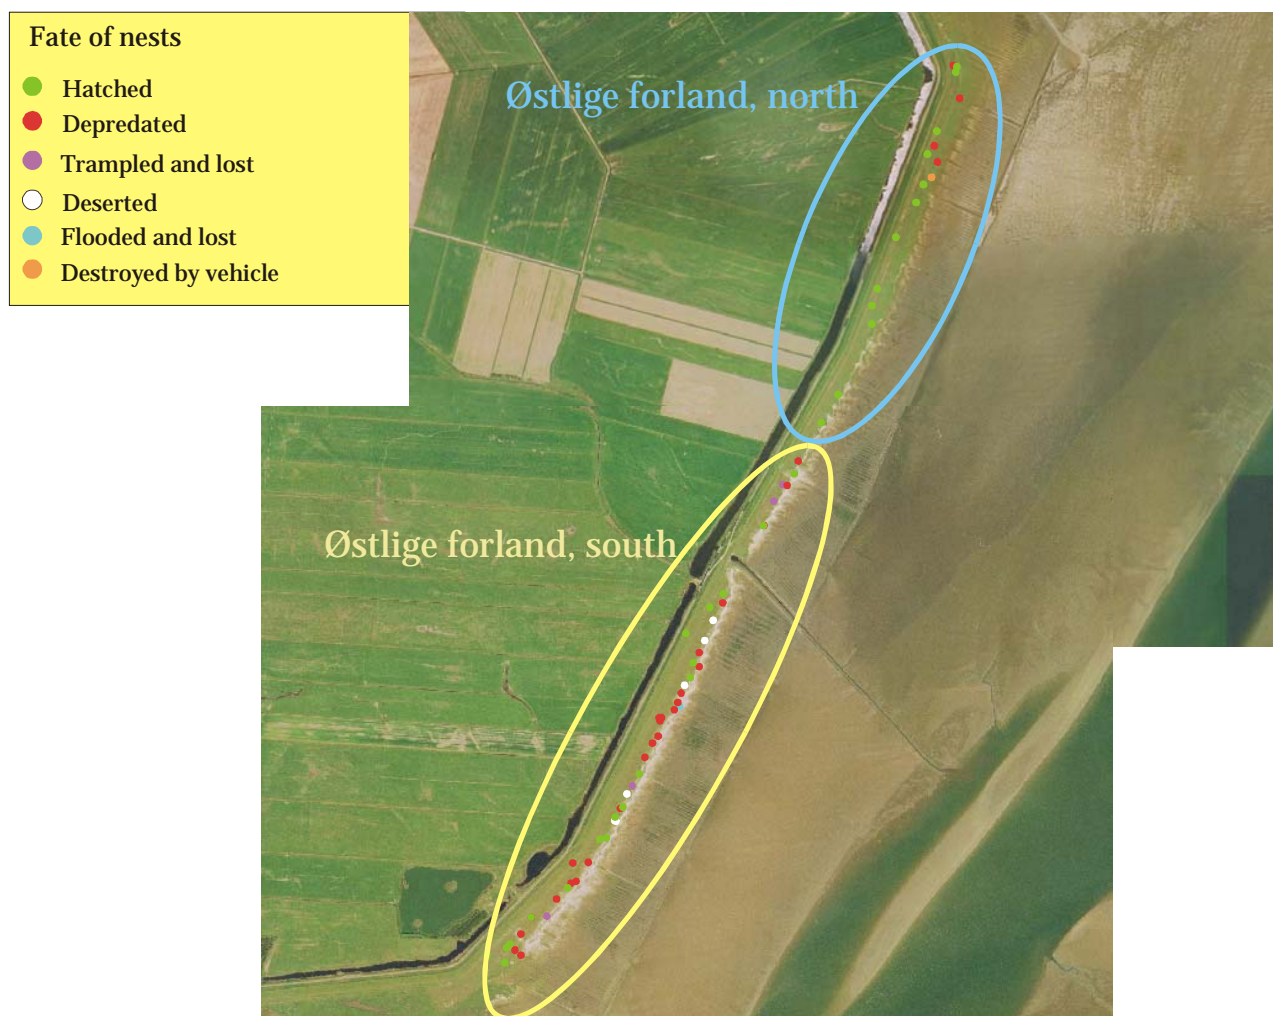 Fate of nests
Hatched
Depredated
Trampled and lost
Deserted
Flooded and lost
Destroyed by vehicle
Østlige forland, north
Østlige forland, south